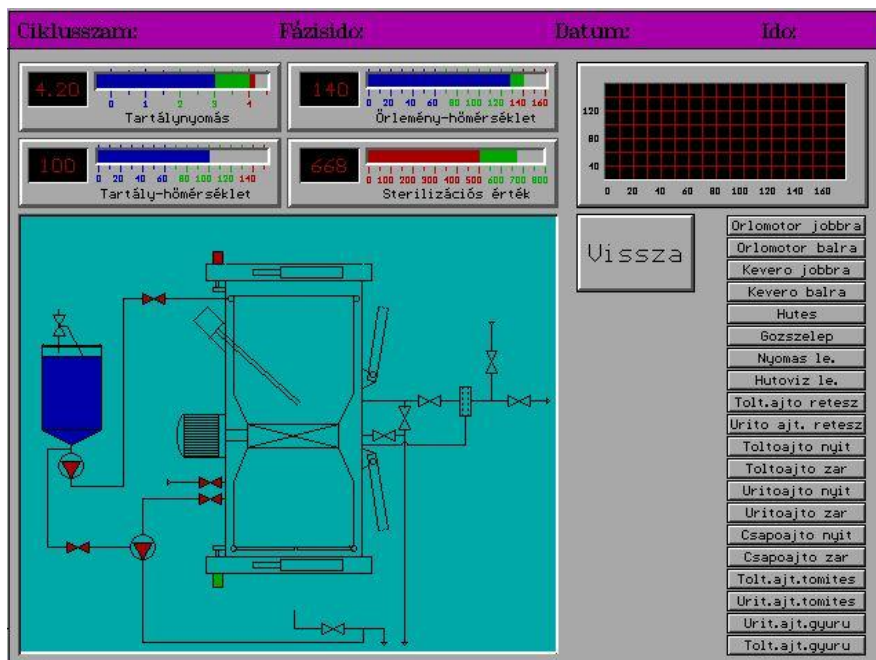 Ciklusszam: Fázisido: Datum: Ido:
4.20
0 1 2 3 4
Tartálynyomás
140
0 20 40 60 80 100 120 140 160
Őrlemény-hőmérséklet
100
0 20 40 60 80 100 120 140
Tartály-hőmérséklet
668
0 100 200 300 400 500 600 700 800
Sterilizációs érték
120
80
40
0 20 40 60 80 100 120 140 160
Vissza
Orlomotor jobbra
Orlomotor balra
Kevero jobbra
Kevero balra
Hutes
Gozszelep
Nyomas le.
Hutoviz le.
Tolt.ajto retesz
Urito ajt. retesz
Toltoajto nyit
Toltoajto zar
Uritoajto nyit
Uritoajto zar
Csapoajto nyit
Csapoajto zar
Tolt.ajt.tomites
Urit.ajt.tomites
Urit.ajt.gyuru
Tolt.ajt.gyuru